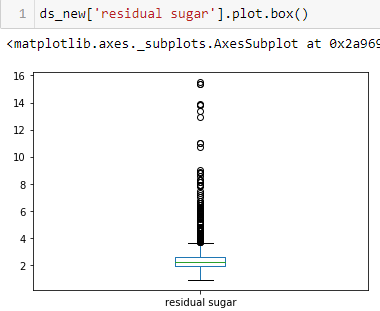 1 ds_new['residual sugar'].plot.box()
<matplotlib.axes._subplots.AxesSubplot at 0x2a969
16
14
12
10
8
6
4
2
residual sugar